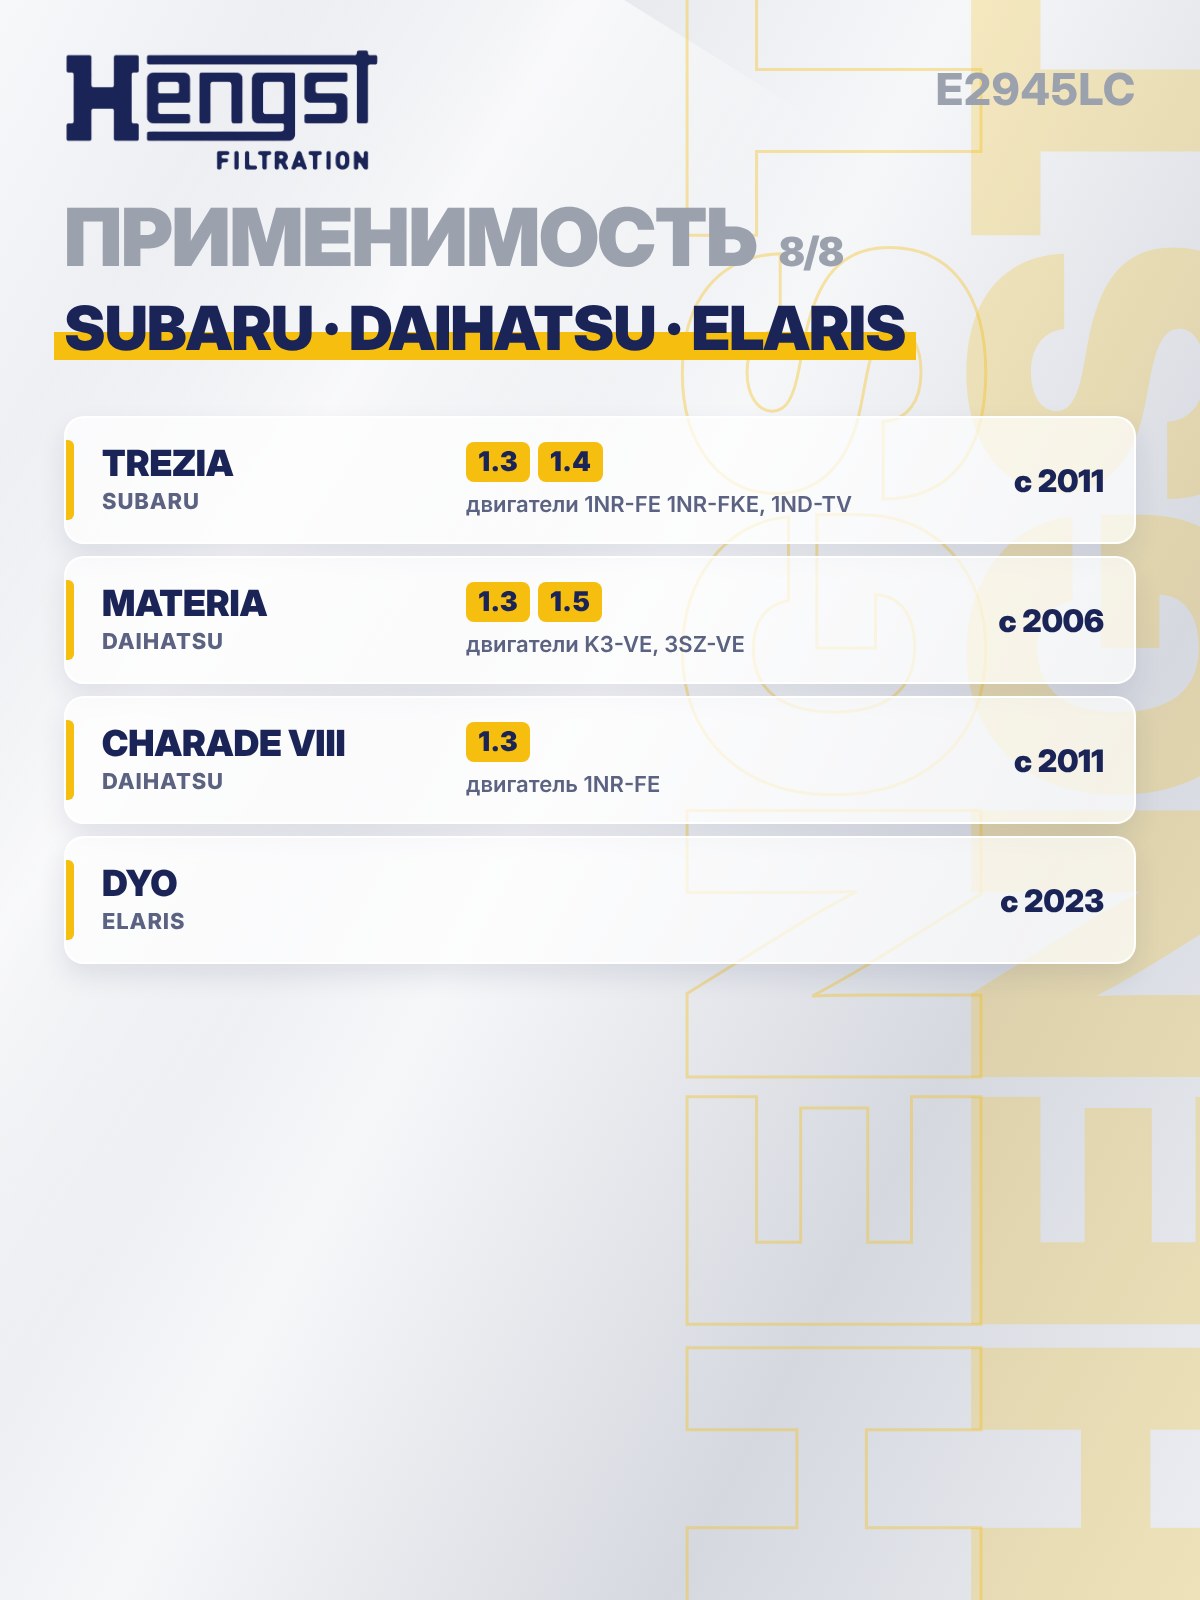 Hengst
FILTRATION
E2945LC
ПРИМЕНИМОСТЬ 8/8
SUBARU · DAIHATSU · ELARIS
TREZIA
SUBARU
1.3 1.4
двигатели 1NR-FE 1NR-FKE, 1ND-TV
с 2011
MATERIA
DAIHATSU
1.3 1.5
двигатели K3-VE, 3SZ-VE
с 2006
CHARADE VIII
DAIHATSU
1.3
двигатель 1NR-FE
с 2011
DYO
ELARIS
с 2023
HENGST
HENGST